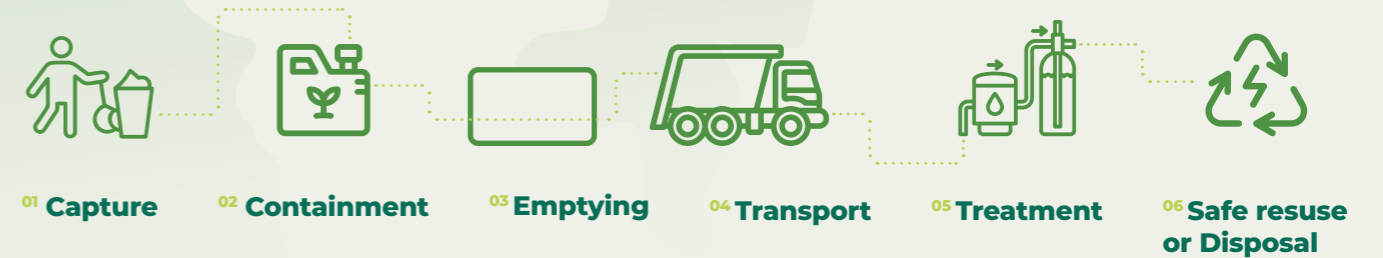 01 Capture
02 Containment
03 Emptying
04 Transport
05 Treatment
06 Safe resuse
or Disposal